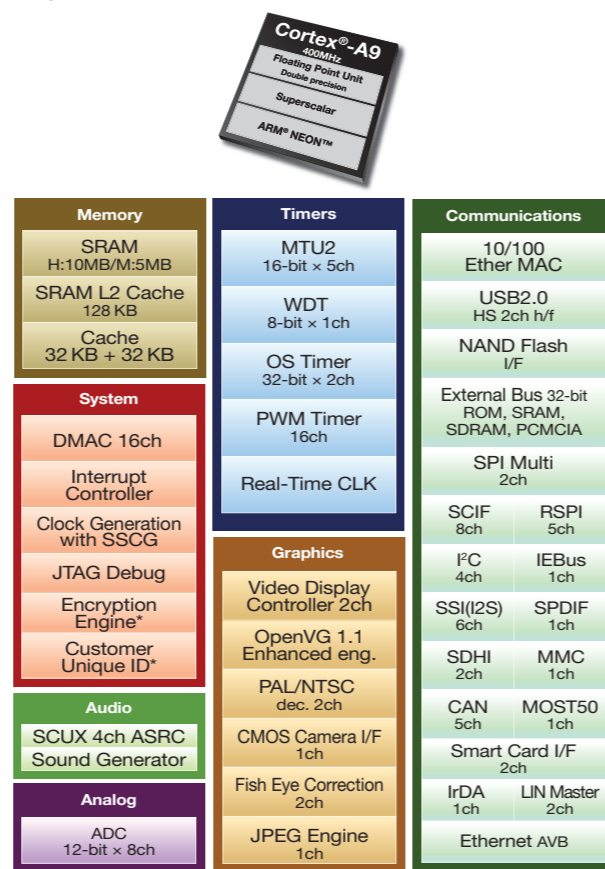 Cortex®-A9
400MHz
Floating Point Unit
Double precision
Superscalar
ARM® NEON™
Memory
SRAM
H:10MB/M:5MB
SRAM L2 Cache
128 KB
Cache
32 KB + 32 KB
System
DMAC 16ch
Interrupt
Controller
Clock Generation
with SSCG
JTAG Debug
Encryption
Engine*
Customer
Unique ID*
Audio
SCUX 4ch ASRC
Sound Generator
Analog
ADC
12-bit × 8ch
Timers
MTU2
16-bit × 5ch
WDT
8-bit × 1ch
OS Timer
32-bit × 2ch
PWM Timer
16ch
Real-Time CLK
Graphics
Video Display
Controller 2ch
OpenVG 1.1
Enhanced eng.
PAL/NTSC
dec. 2ch
CMOS Camera I/F
1ch
Fish Eye Correction
2ch
JPEG Engine
1ch
Communications
10/100
Ether MAC
USB2.0
HS 2ch h/f
NAND Flash
I/F
External Bus 32-bit
ROM, SRAM,
SDRAM, PCMCIA
SPI Multi
2ch
SCIF RSPI
8ch 5ch
I²C IEBus
4ch 1ch
SSI(I2S) SPDIF
6ch 1ch
SDHI MMC
2ch 1ch
CAN MOST50
5ch 1ch
Smart Card I/F
2ch
IrDA LIN Master
1ch 2ch
Ethernet AVB